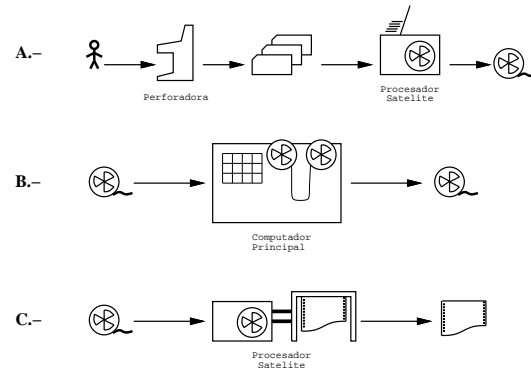 A.–
Perforadora
Procesador
Satelite
B.–
Computador
Principal
C.–
Procesador
Satelite